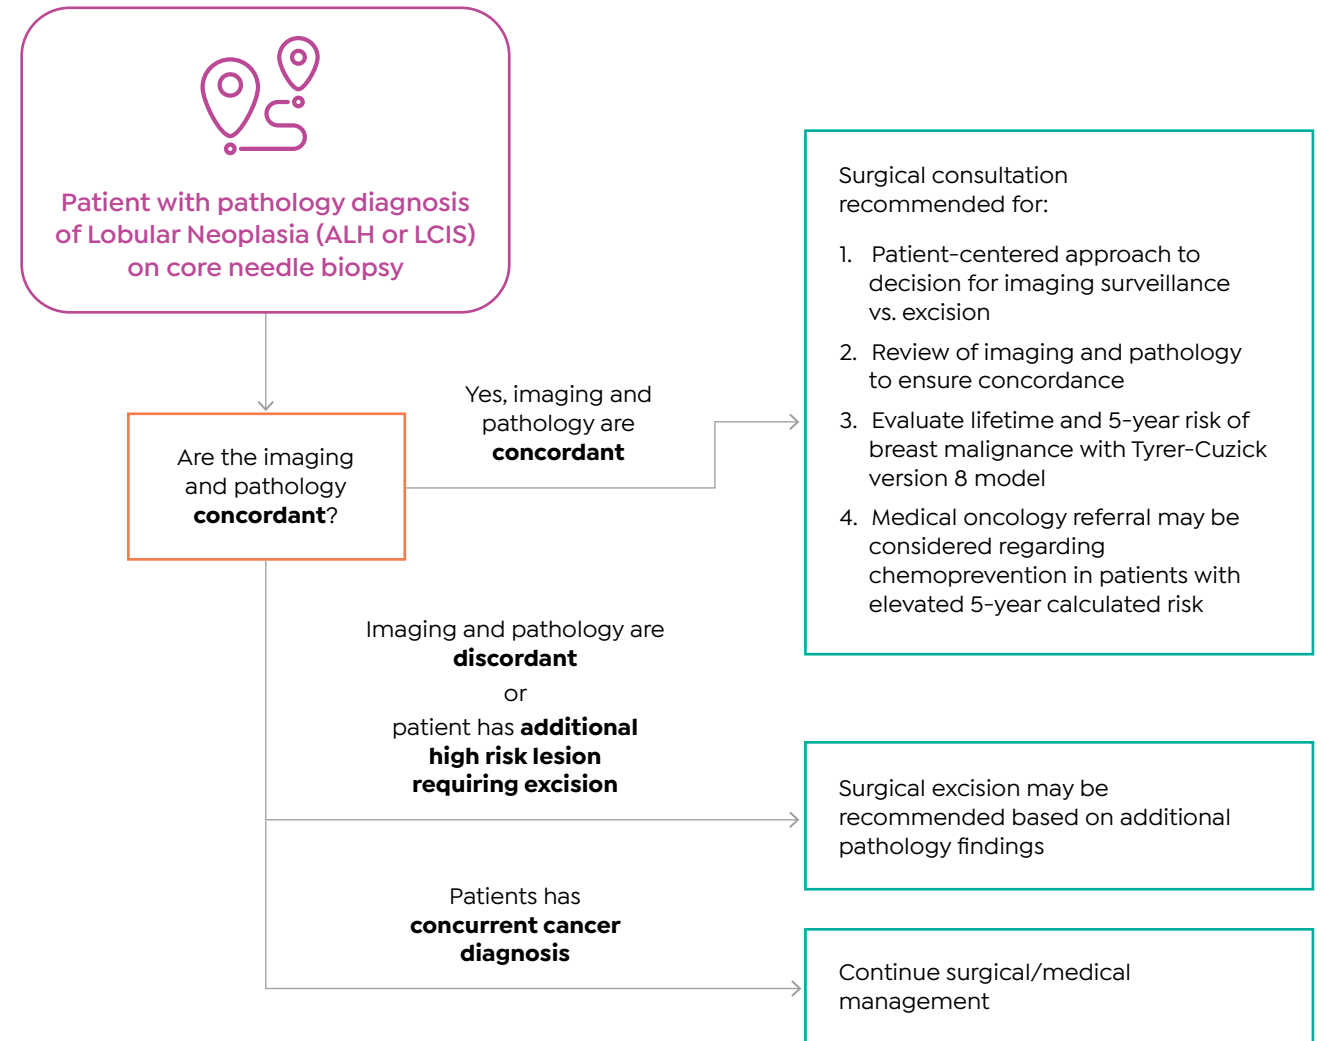 Patient with pathology diagnosis
of Lobular Neoplasia (ALH or LCIS)
on core needle biopsy
Are the imaging
and pathology
concordant?
Yes, imaging and
pathology are
concordant
Surgical consultation
recommended for:
1. Patient-centered approach to
decision for imaging surveillance
vs. excision
2. Review of imaging and pathology
to ensure concordance
3. Evaluate lifetime and 5-year risk of
breast malignance with Tyrer-Cuzick
version 8 model
4. Medical oncology referral may be
considered regarding
chemoprevention in patients with
elevated 5-year calculated risk
Imaging and pathology are
discordant
or
patient has additional
high risk lesion
requiring excision
Surgical excision may be
recommended based on additional
pathology findings
Patients has
concurrent cancer
diagnosis
Continue surgical/medical
management